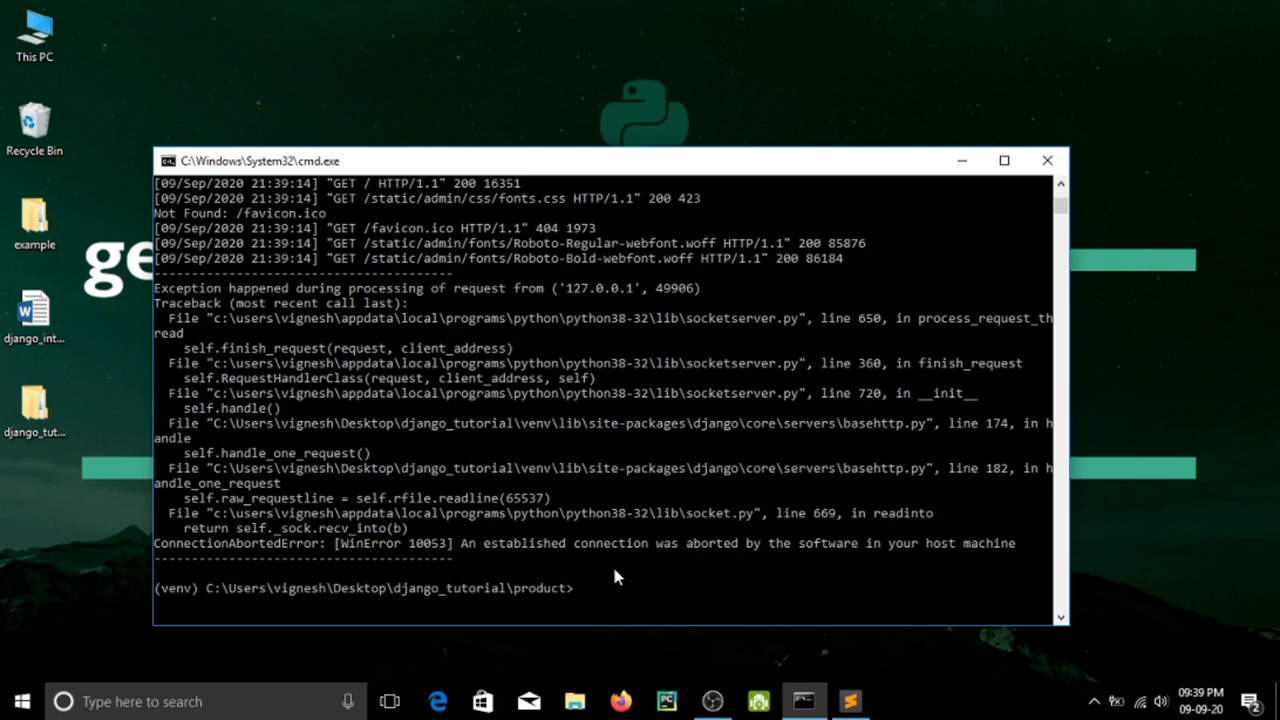 This PC
Recycle Bin
example
ge
django_int...
django_tut...
C:\Windows\System32\cmd.exe
[09/Sep/2020 21:39:14] "GET / HTTP/1.1" 200 16351
[09/Sep/2020 21:39:14] "GET /static/admin/css/fonts.css HTTP/1.1" 200 423
Not Found: /favicon.ico
[09/Sep/2020 21:39:14] "GET /favicon.ico HTTP/1.1" 404 1973
[09/Sep/2020 21:39:14] "GET /static/admin/fonts/Roboto-Regular-webfont.woff HTTP/1.1" 200 85876
[09/Sep/2020 21:39:14] "GET /static/admin/fonts/Roboto-Bold-webfont.woff HTTP/1.1" 200 86184
----------------------------------------
Exception happened during processing of request from ('127.0.0.1', 49906)
Traceback (most recent call last):
  File "c:\users\vignesh\appdata\local\programs\python\python38-32\lib\socketserver.py", line 650, in process_request_th
read
    self.finish_request(request, client_address)
  File "c:\users\vignesh\appdata\local\programs\python\python38-32\lib\socketserver.py", line 360, in finish_request
    self.RequestHandlerClass(request, client_address, self)
  File "c:\users\vignesh\appdata\local\programs\python\python38-32\lib\socketserver.py", line 720, in __init__
    self.handle()
  File "C:\Users\vignesh\Desktop\django_tutorial\venv\lib\site-packages\django\core\servers\basehttp.py", line 174, in h
andle
    self.handle_one_request()
  File "C:\Users\vignesh\Desktop\django_tutorial\venv\lib\site-packages\django\core\servers\basehttp.py", line 182, in h
andle_one_request
    self.raw_requestline = self.rfile.readline(65537)
  File "c:\users\vignesh\appdata\local\programs\python\python38-32\lib\socket.py", line 669, in readinto
    return self._sock.recv_into(b)
ConnectionAbortedError: [WinError 10053] An established connection was aborted by the software in your host machine
----------------------------------------
(venv) C:\Users\vignesh\Desktop\django_tutorial\product>
Type here to search
PC
09:39 PM
09-09-20
2